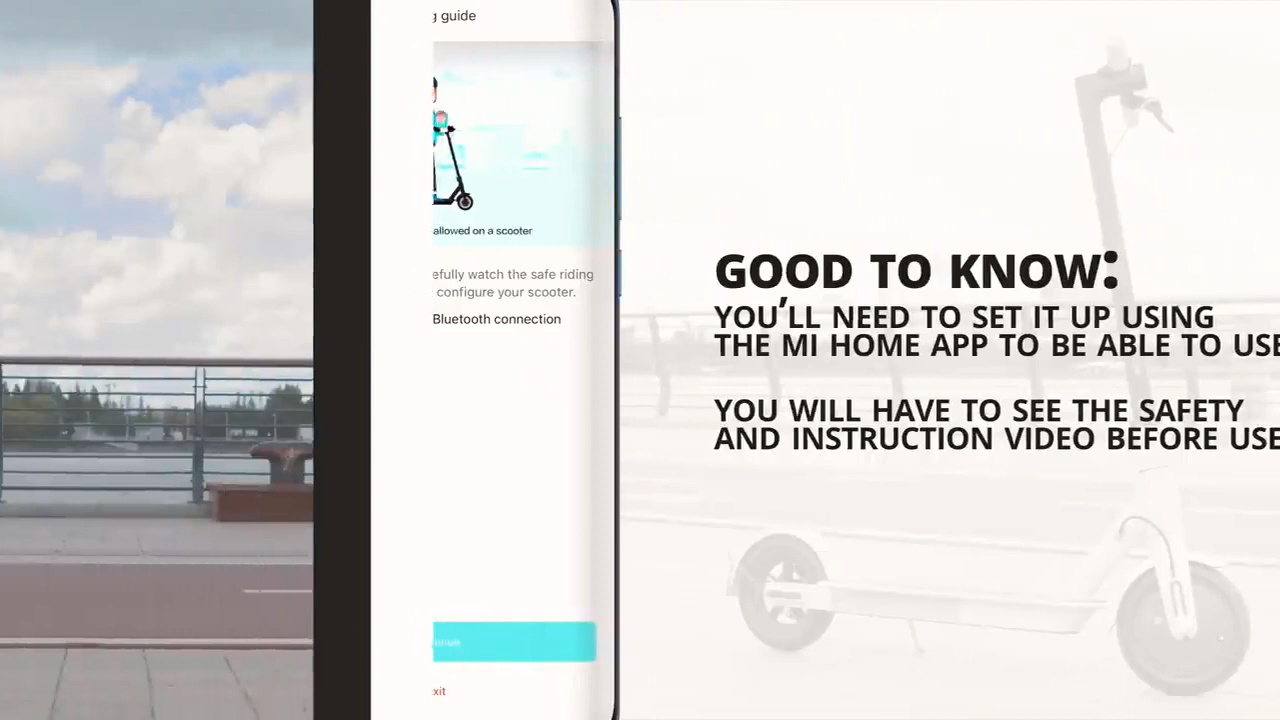 guide
allowed on a scooter
watch the safe riding
configure your scooter.
Bluetooth connection
GOOD TO KNOW:
YOU'LL NEED TO SET IT UP USING
THE MI HOME APP TO BE ABLE TO USE
YOU WILL HAVE TO SEE THE SAFETY
AND INSTRUCTION VIDEO BEFORE USE